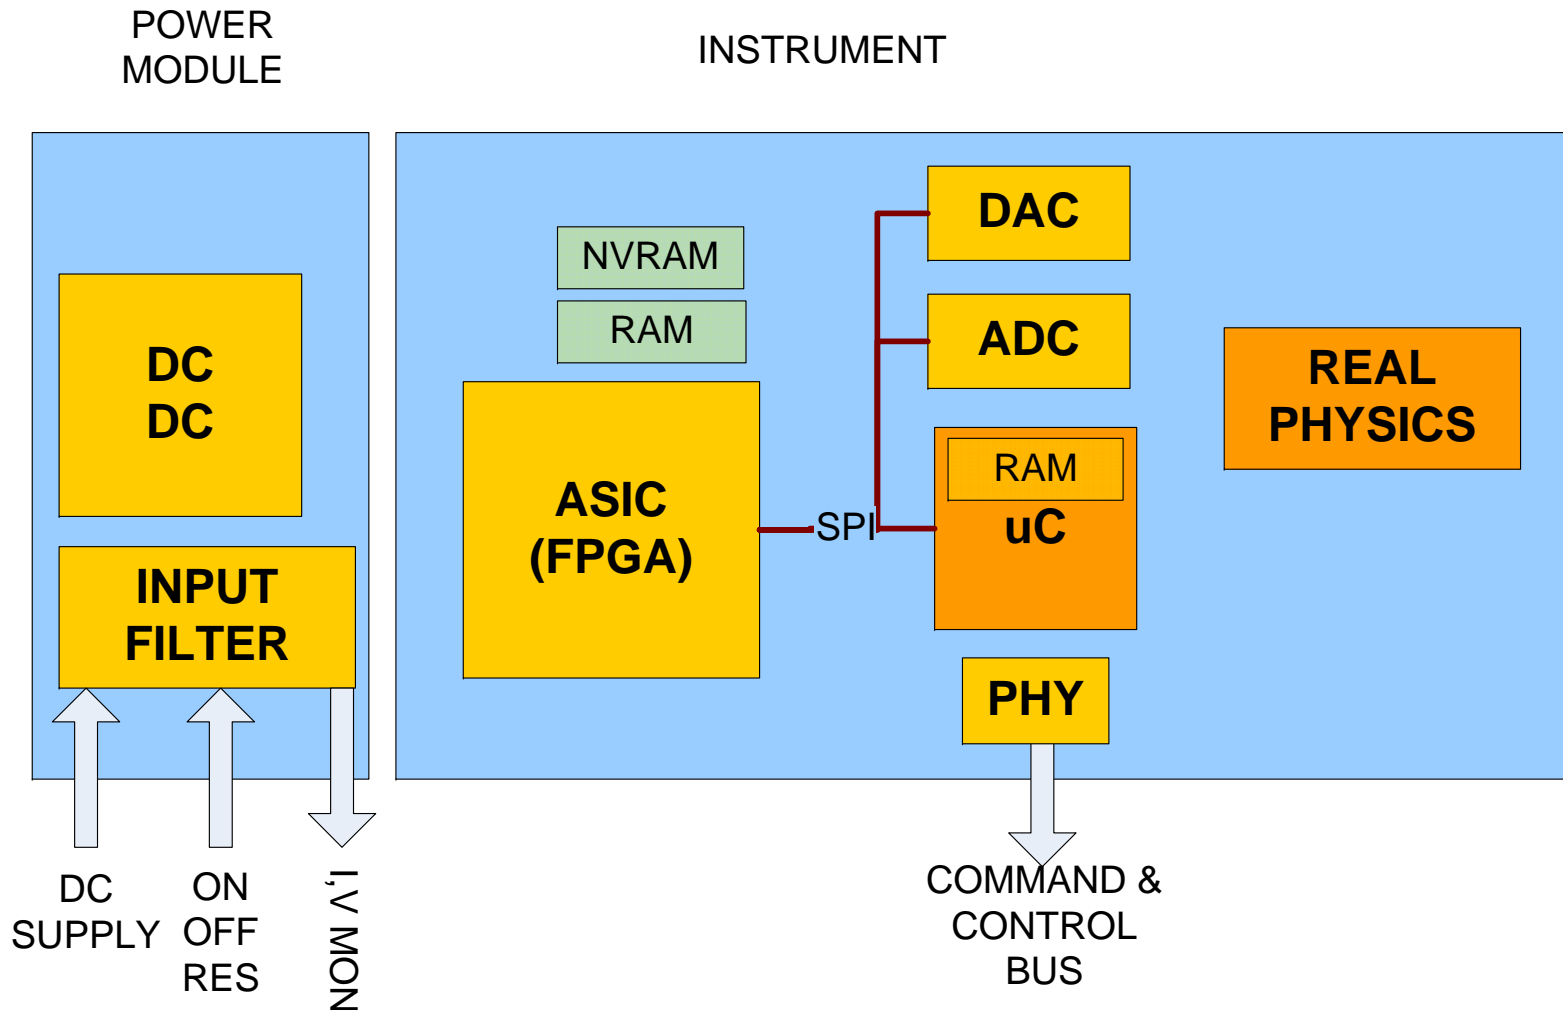 POWER
MODULE
INSTRUMENT
DC
DC
INPUT
FILTER
DC
SUPPLY
ON
OFF
RES
I,V MON
NVRAM
RAM
ASIC
(FPGA)
SPI
DAC
ADC
RAM
uC
PHY
REAL
PHYSICS
COMMAND &
CONTROL
BUS